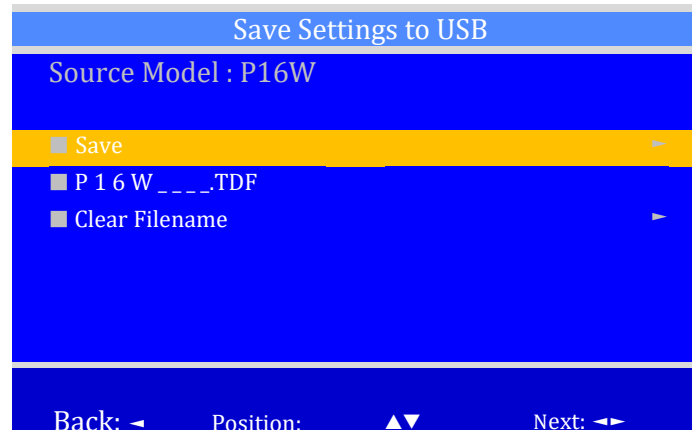 Save Settings to USB
Source Model : P16W
■ Save ►
■ P 1 6 W _ _ _ _.TDF
■ Clear Filename ►
Back: ◄ Position: ▲▼ Next: ◄►